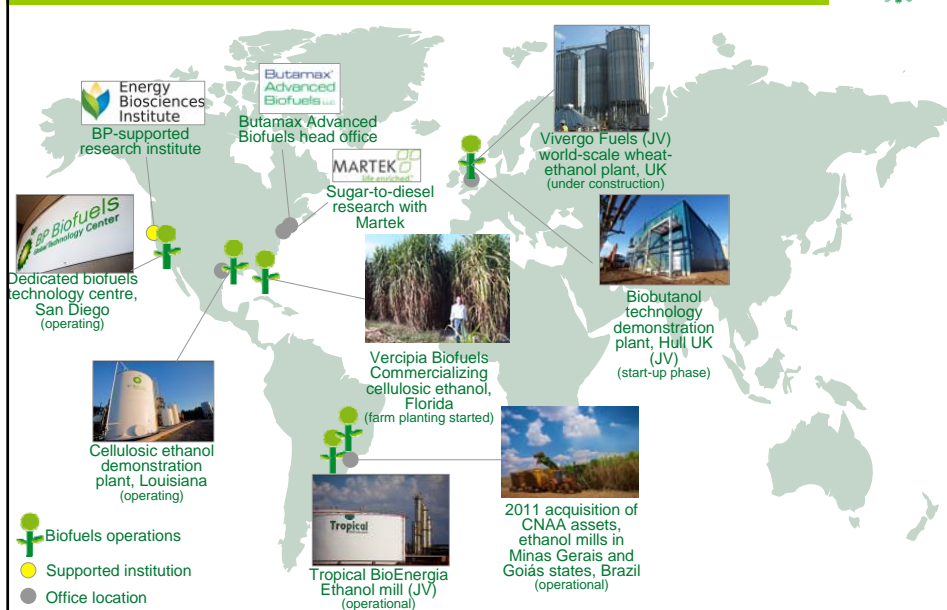 Energy
Biosciences
Institute
BP-supported
research institute
Butamax
Advanced
Biofuels LLC
Butamax Advanced
Biofuels head office
MARTEK
life enriched
Sugar-to-diesel
research with
Martek
Vivergo Fuels (JV)
world-scale wheat-
ethanol plant, UK
(under construction)
BP Biofuels
Global Technology Center
Dedicated biofuels
technology centre,
San Diego
(operating)
Biobutanol
technology
demonstration
plant, Hull UK
(JV)
(start-up phase)
Vercipia Biofuels
Commercializing
cellulosic ethanol,
Florida
(farm planting started)
Cellulosic ethanol
demonstration
plant, Louisiana
(operating)
Tropical
Tropical BioEnergia
Ethanol mill (JV)
(operational)
2011 acquisition of
CNAA assets,
ethanol mills in
Minas Gerais and
Goiás states, Brazil
(operational)
Biofuels operations
Supported institution
Office location